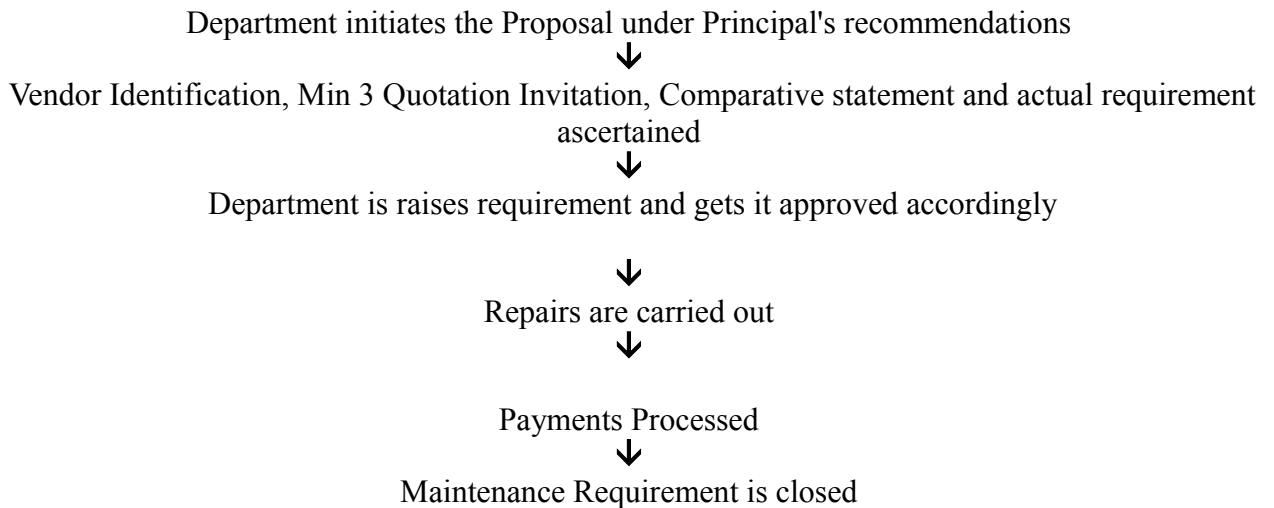 Department initiates the Proposal under Principal's recommendations
Vendor Identification, Min 3 Quotation Invitation, Comparative statement and actual requirement
ascertained
Department is raises requirement and gets it approved accordingly
Repairs are carried out
Payments Processed
Maintenance Requirement is closed